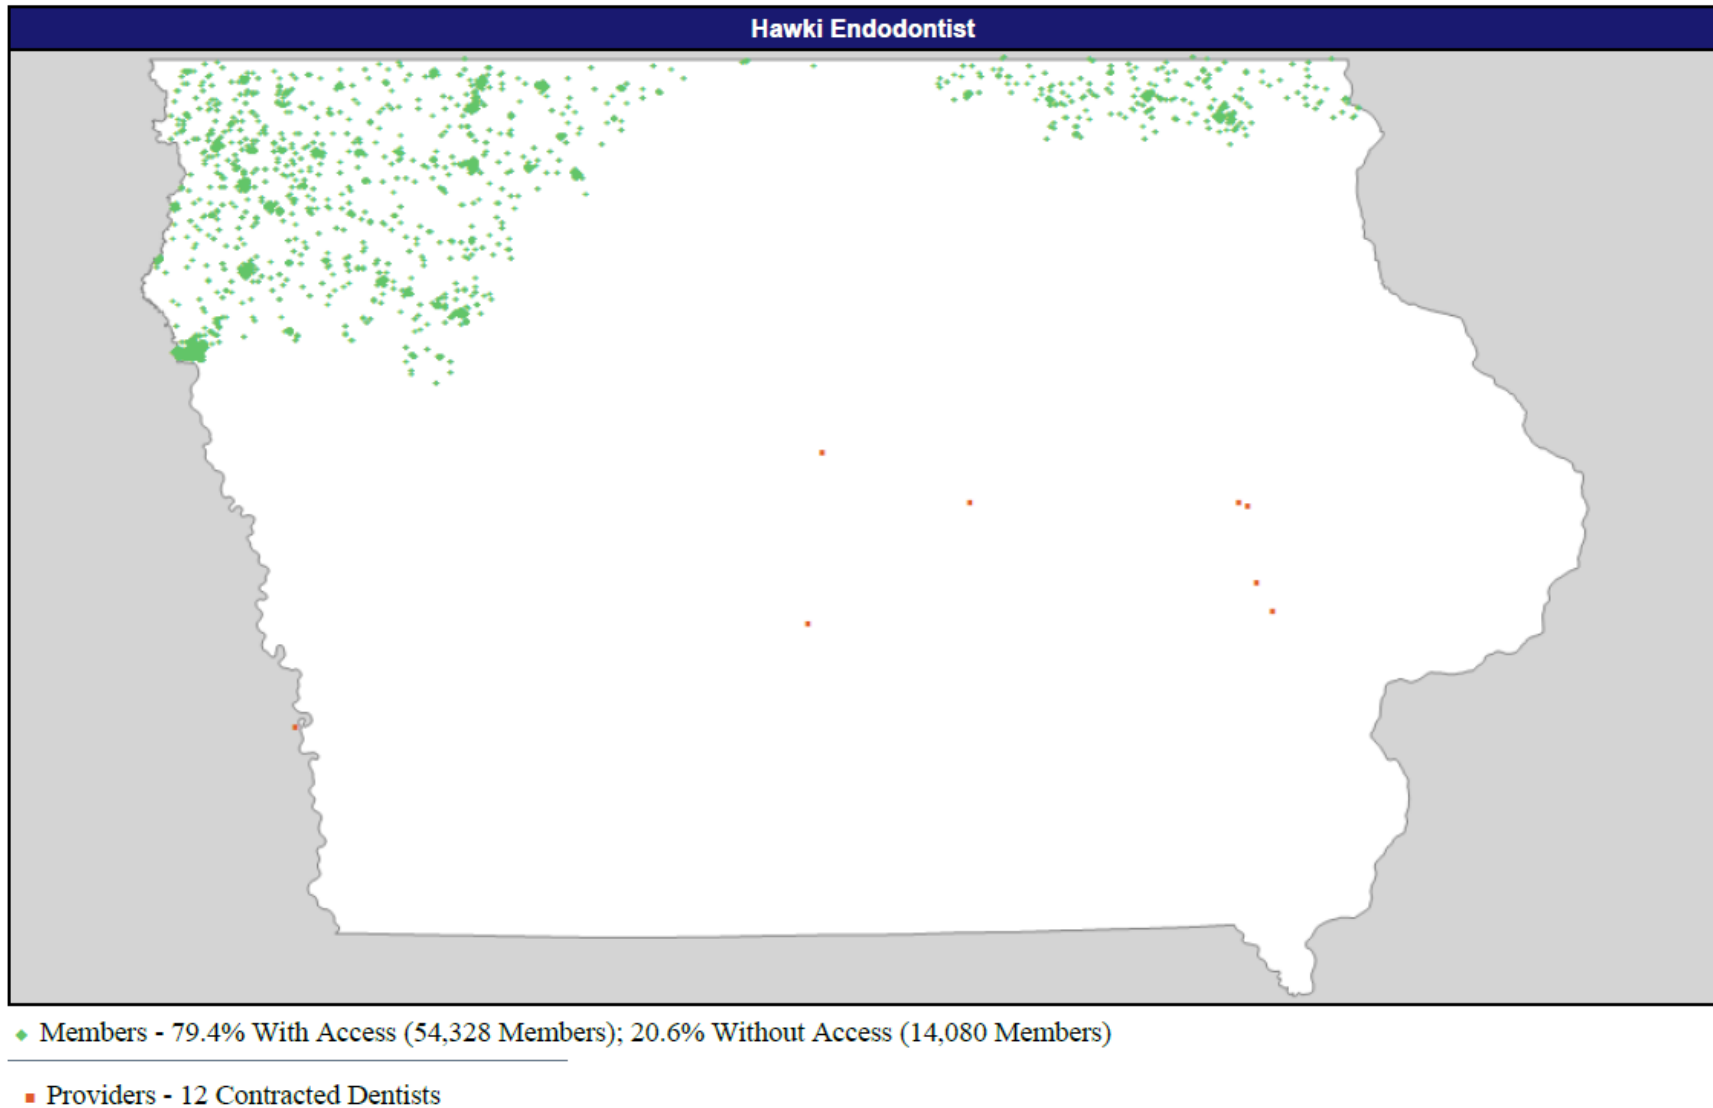 Hawki Endodontist
Members - 79.4% With Access (54,328 Members); 20.6% Without Access (14,080 Members)
Providers - 12 Contracted Dentists